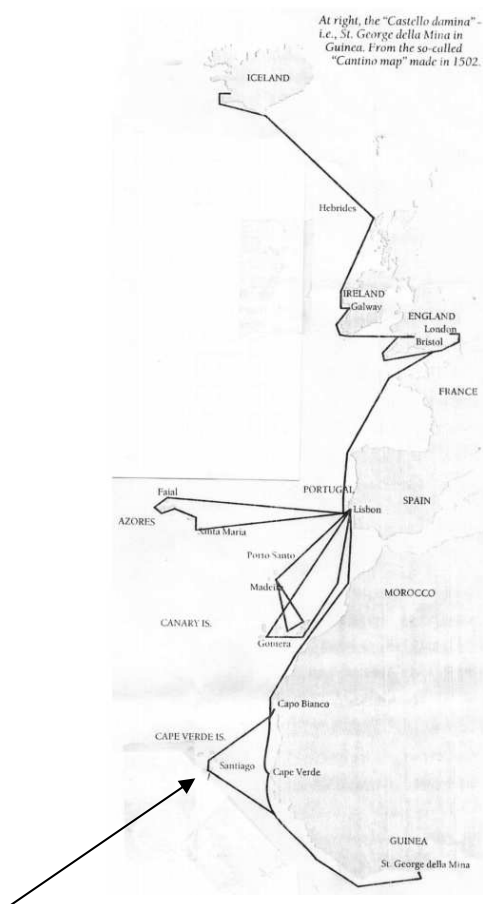 At right, the "Castello damina" -
i.e., St. George della Mina in
Guinea. From the so-called
"Cantino map" made in 1502.
ICELAND
Hebrides
IRELAND
Galway
ENGLAND
London
Bristol
FRANCE
PORTUGAL
SPAIN
Faial
Lisbon
AZORES
Santa Maria
Porto Santo
Madeira
MOROCCO
CANARY IS.
Gomera
Capo Bianco
CAPE VERDE IS.
Santiago
Cape Verde
GUINEA
St. George della Mina